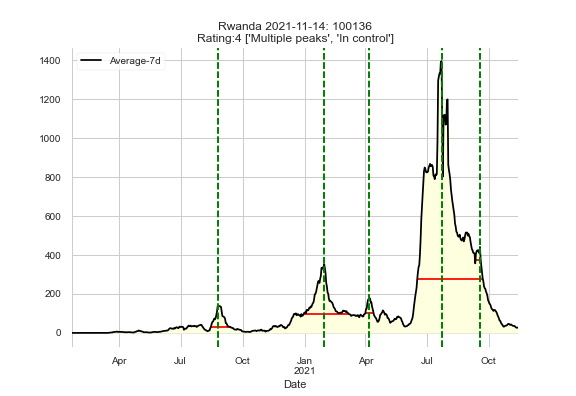 Rwanda 2021-11-14: 100136
Rating:4 ['Multiple peaks', 'In control']
Average-7d
1400
1200
1000
800
600
400
200
0
Apr Jul Oct Jan Apr Jul Oct
2021
Date